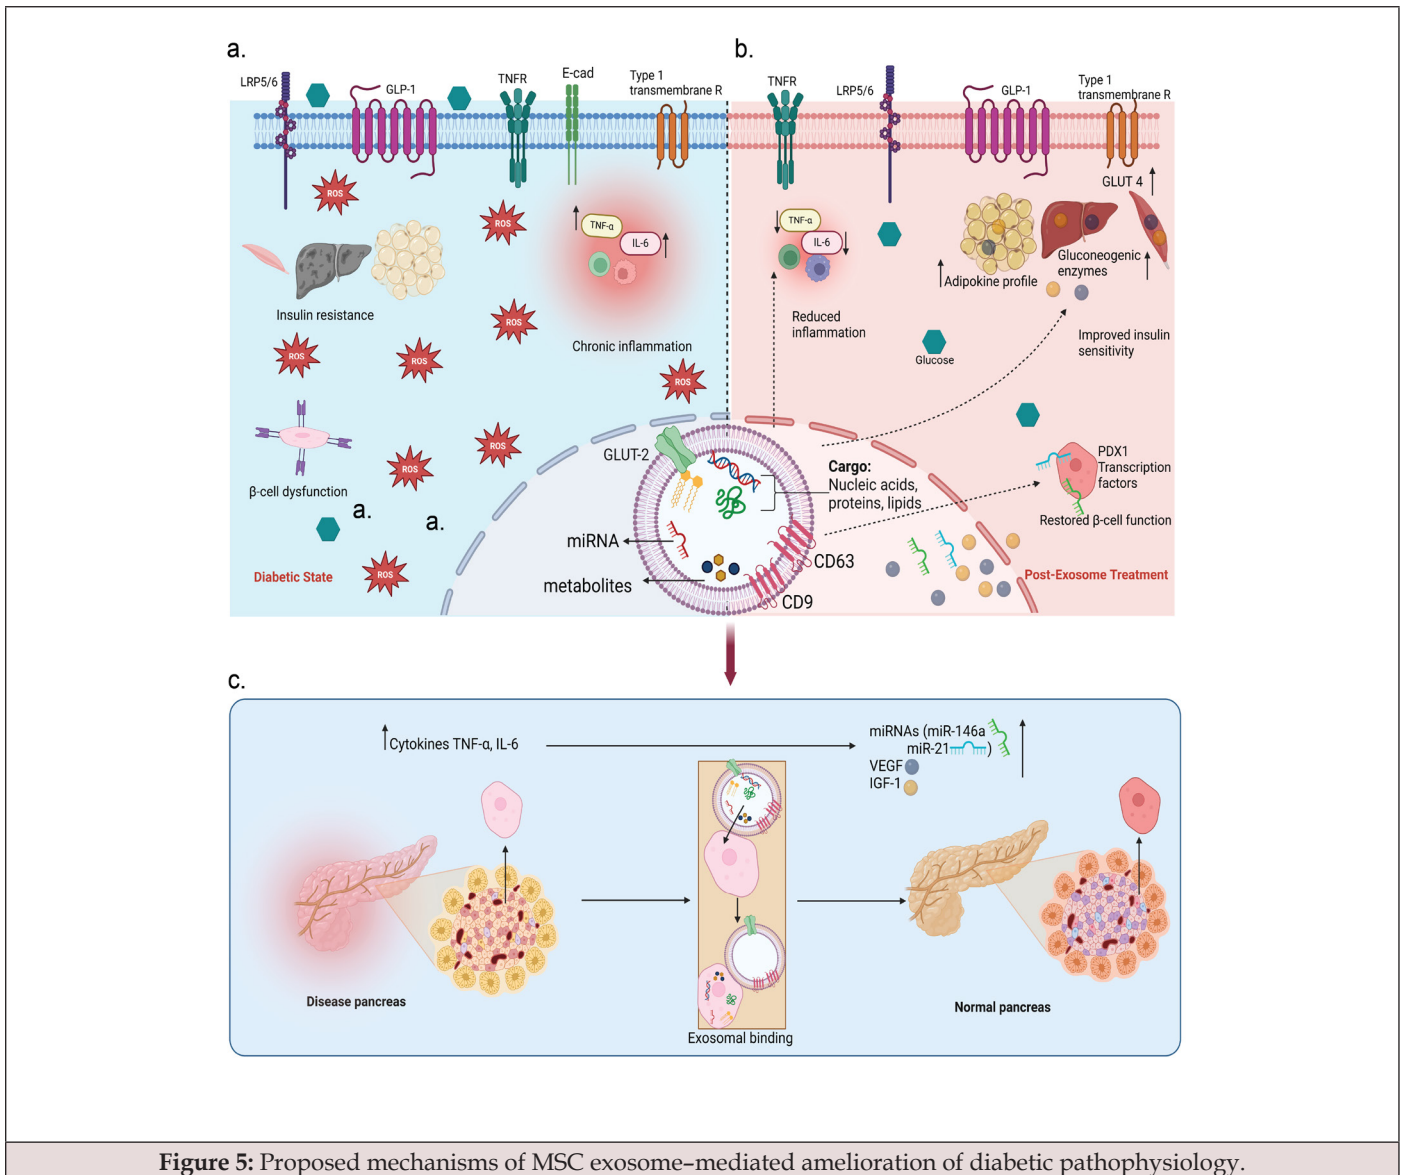 a.
LRP5/6
GLP-1
TNFR
E-cad
Type 1
transmembrane R
ROS
ROS
TNF-α
IL-6
Insulin resistance
ROS
Chronic inflammation
ROS
ROS
ROS
β-cell dysfunction
ROS
ROS
a.
a.
Diabetic State
ROS
b.
TNFR
LRP5/6
GLP-1
Type 1
transmembrane R
GLUT 4
TNF-α
IL-6
Reduced
inflammation
Adipokine profile
Gluconeogenic
enzymes
Improved insulin
sensitivity
Glucose
PDX1
Transcription
factors
Restored β-cell function
Post-Exosome Treatment
GLUT-2
Cargo:
Nucleic acids,
proteins, lipids
miRNA
metabolites
CD63
CD9
c.
Cytokines TNF-α, IL-6
miRNAs (miR-146a
miR-21 )
VEGF
IGF-1
Disease pancreas
Exosomal binding
Normal pancreas
Figure 5: Proposed mechanisms of MSC exosome–mediated amelioration of diabetic pathophysiology.